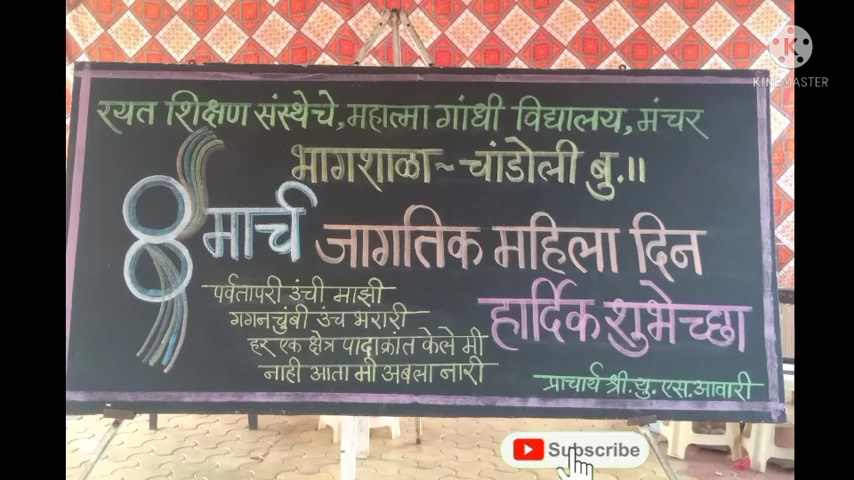 रयत शिक्षण संस्थेचे, महात्मा गांधी विद्यालय, मंचर
भागशाळा ~ चांडोली बु.॥
8 मार्च जागतिक महिला दिन
हार्दिक शुभेच्छा
पर्वतापरी उंची माझी
गगनचुंबी उंच भरारी
हर एक क्षेत्र पादाक्रांत केले मी
नाही आता मी अबला नारी
प्राचार्य श्री.यु. एस.आवारी
K
KINEMASTER
Subscribe